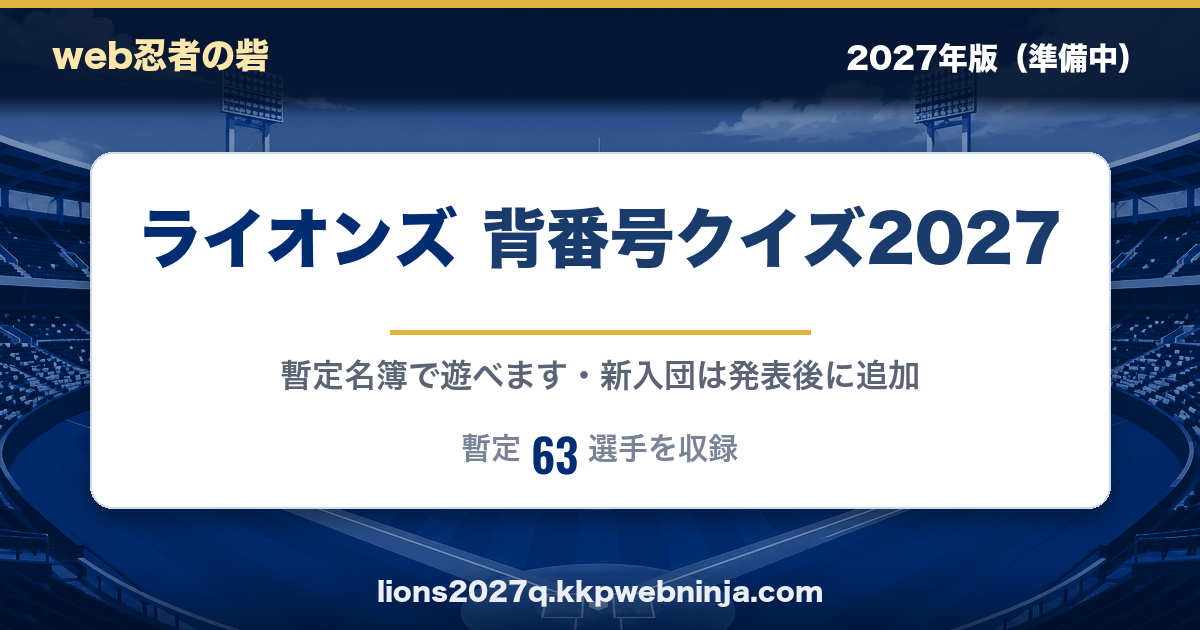 web忍者の砦
2027年版（準備中）
ライオンズ 背番号クイズ2027
暫定名簿で遊べます・新入団は発表後に追加
暫定 63 選手を収録
lions2027q.kkpwebninja.com